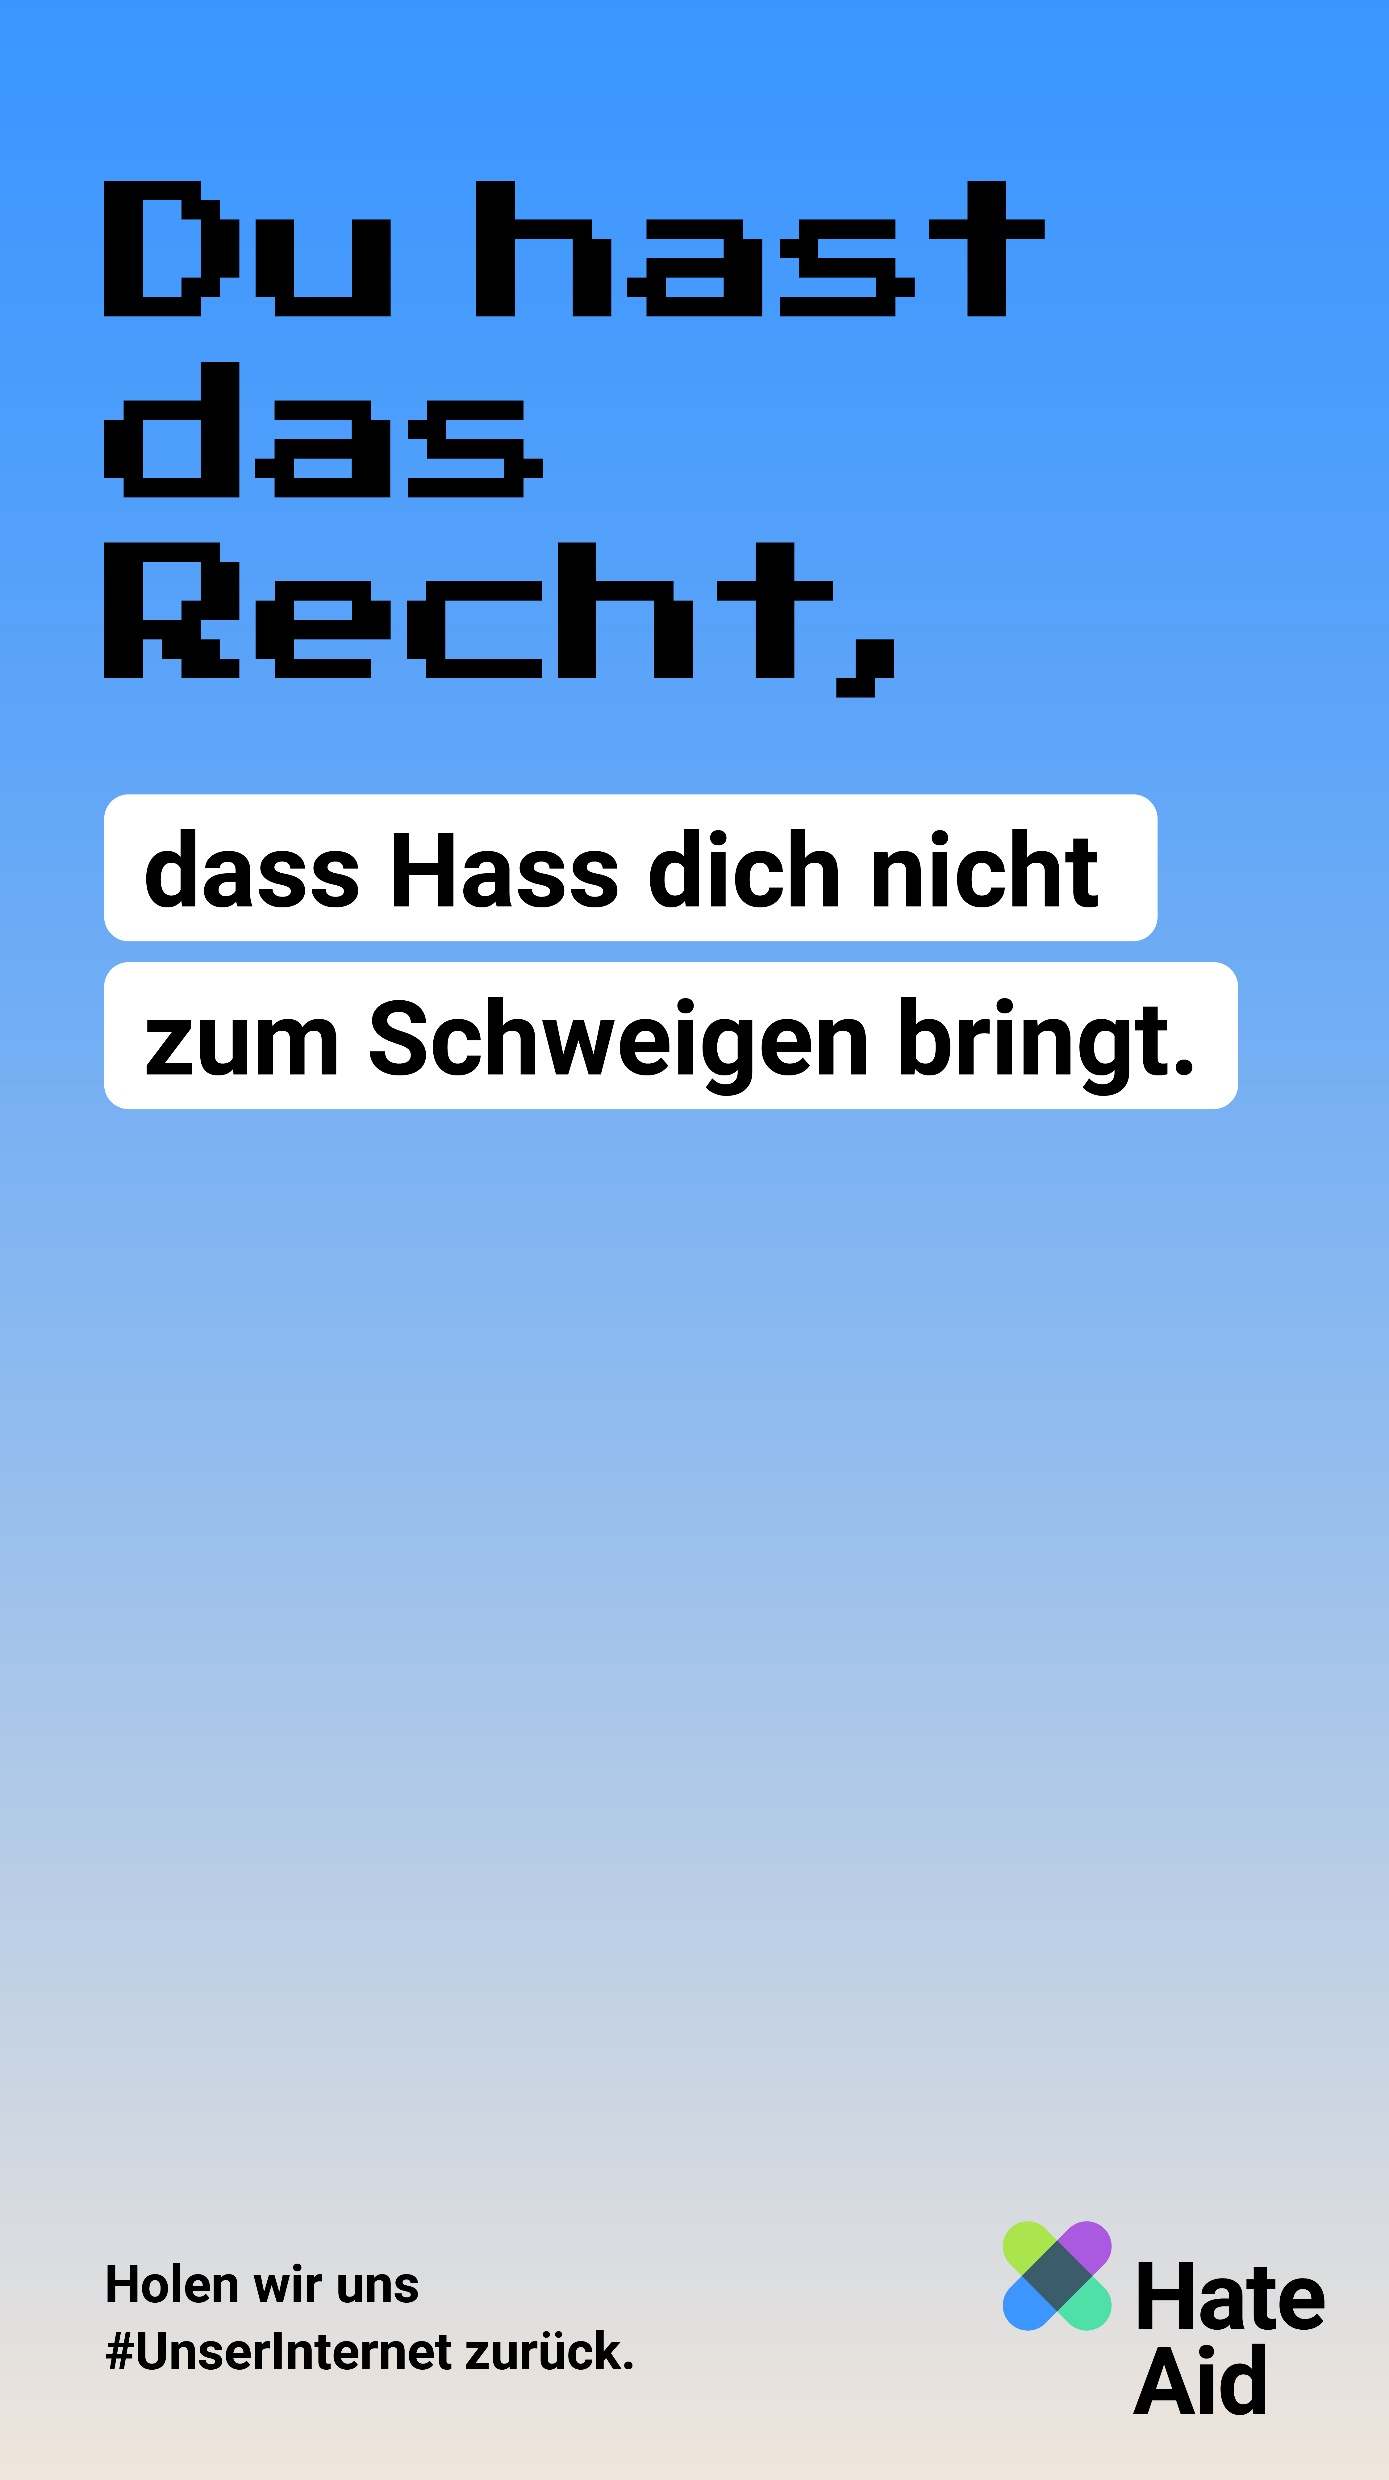 Du hast
das
Recht,
dass Hass dich nicht
zum Schweigen bringt.
Holen wir uns
#UnserInternet zurück.
Hate
Aid